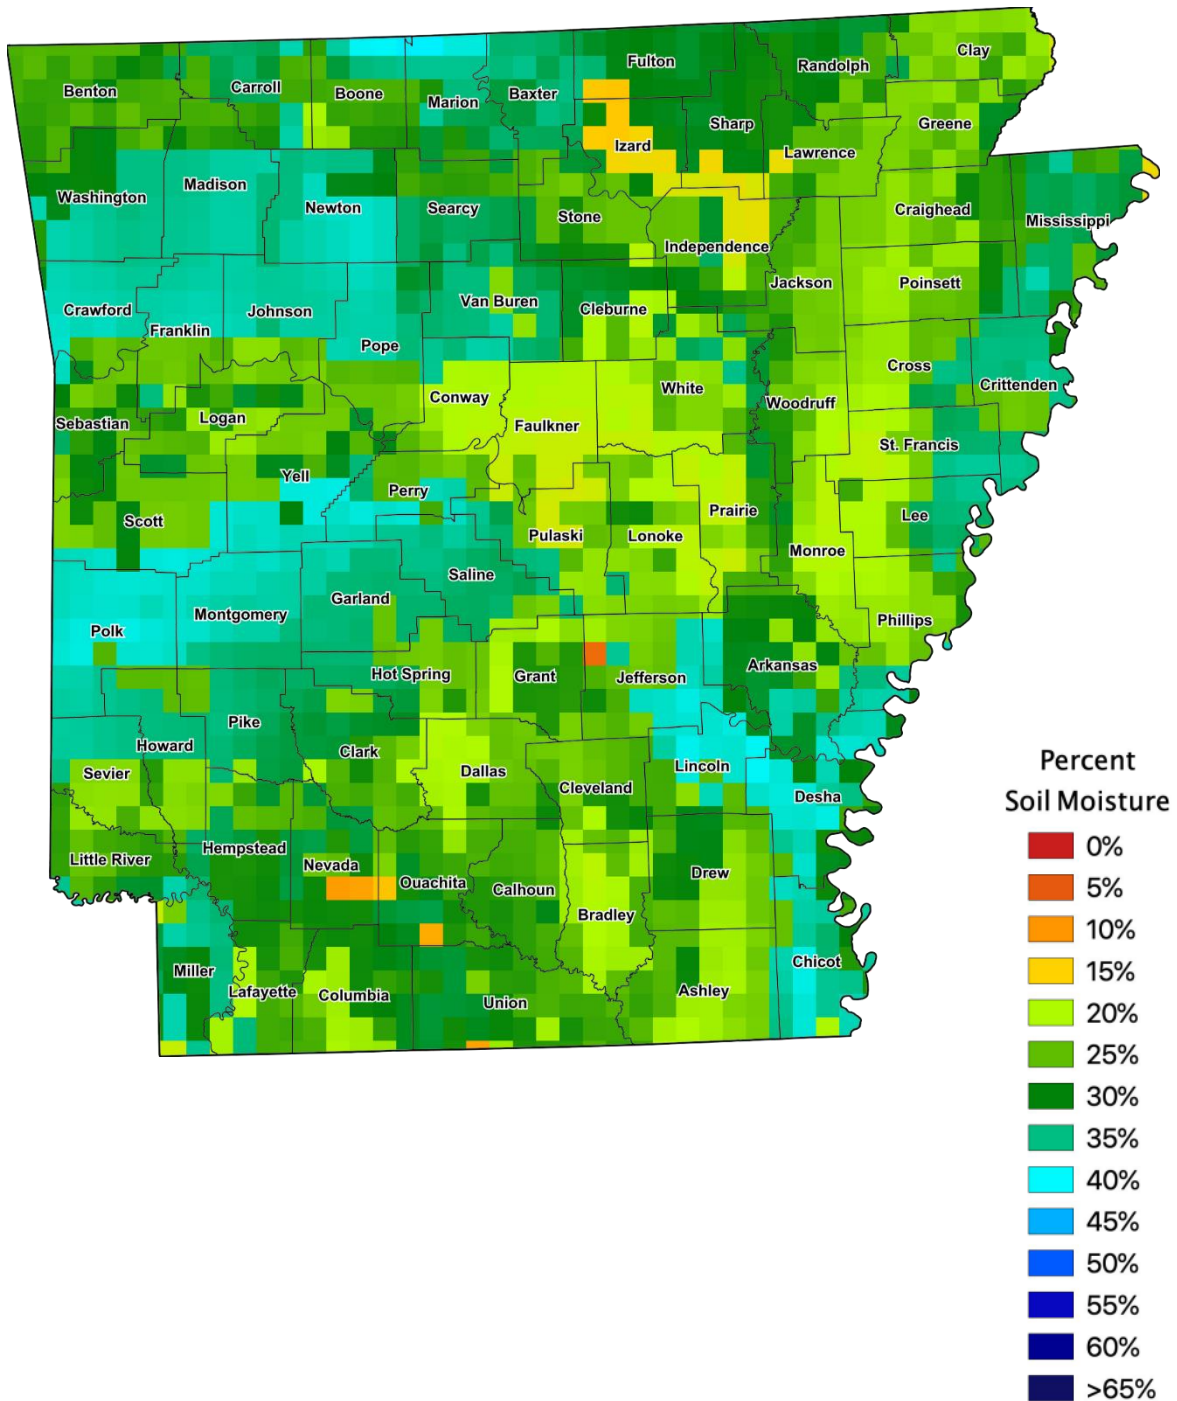 Clay
Fulton
Randolph
Benton
Carroll
Boone
Marion
Baxter
Sharp
Greene
Izard
Lawrence
Washington
Madison
Newton
Searcy
Stone
Craighead
Mississippi
Independence
Crawford
Franklin
Johnson
Van Buren
Cleburne
Jackson
Poinsett
Pope
Cross
Crittenden
Conway
White
Woodruff
Sebastian
Logan
Faulkner
St. Francis
Yell
Perry
Prairie
Lee
Scott
Pulaski
Lonoke
Monroe
Saline
Garland
Montgomery
Polk
Phillips
Hot Spring
Grant
Jefferson
Arkansas
Pike
Howard
Clark
Sevier
Dallas
Cleveland
Lincoln
Desha
Little River
Hempstead
Nevada
Ouachita
Calhoun
Drew
Bradley
Miller
Lafayette
Columbia
Union
Ashley
Chicot
Percent
Soil Moisture
0%
5%
10%
15%
20%
25%
30%
35%
40%
45%
50%
55%
60%
>65%